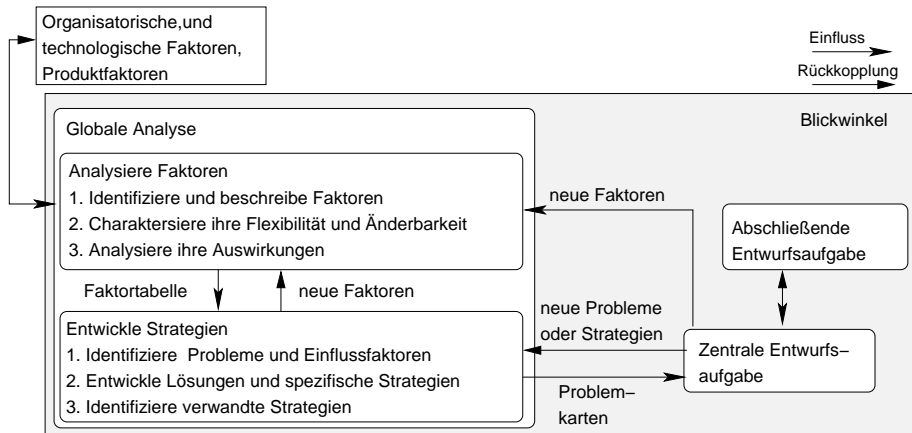 Organisatorische,und
technologische Faktoren,
Produktfaktoren
Einfluss
Rückkopplung
Blickwinkel
Globale Analyse
Analysiere Faktoren
1. Identifiziere und beschreibe Faktoren
2. Charaktersiere ihre Flexibilität und Änderbarkeit
3. Analysiere ihre Auswirkungen
neue Faktoren
Abschließende
Entwurfsaufgabe
Faktortabelle
neue Faktoren
neue Probleme
oder Strategien
Entwickle Strategien
1. Identifiziere Probleme und Einflussfaktoren
2. Entwickle Lösungen und spezifische Strategien
3. Identifiziere verwandte Strategien
Zentrale Entwurfs–
aufgabe
Problem–
karten